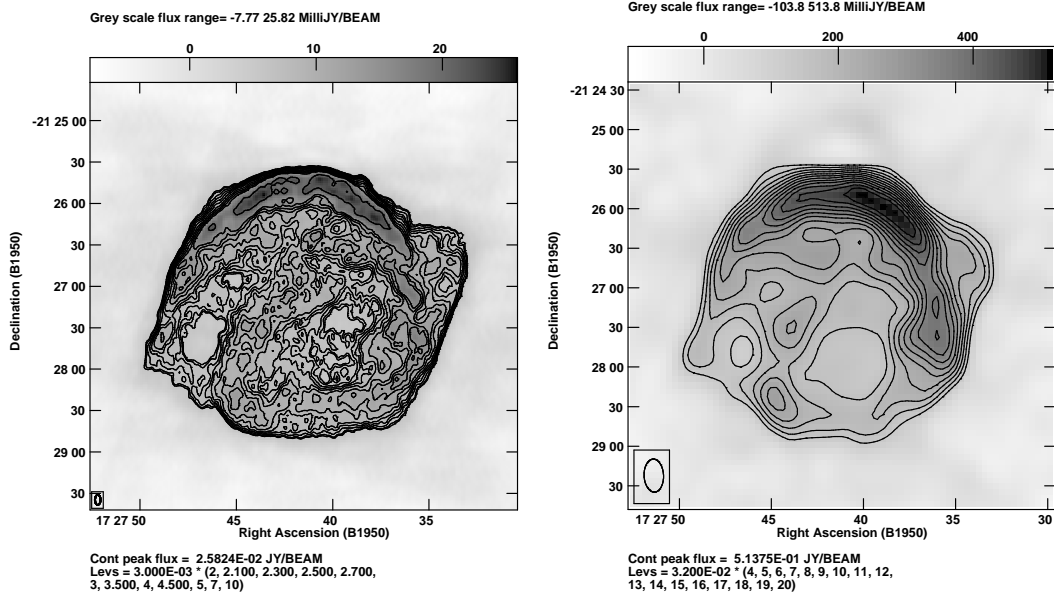 Grey scale flux range= -7.77 25.82 MilliJY/BEAM
0 10 20
-21 25 00
30
26 00
30
27 00
30
28 00
30
29 00
30
Declination (B1950)
17 27 50 45 40 35
Right Ascension (B1950)
Cont peak flux = 2.5824E-02 JY/BEAM
Levs = 3.000E-03 * (2, 2.100, 2.300, 2.500, 2.700,
3, 3.500, 4, 4.500, 5, 7, 10)
Grey scale flux range= -103.8 513.8 MilliJY/BEAM
0 200 400
-21 24 30
25 00
30
26 00
30
27 00
30
28 00
30
29 00
30
Declination (B1950)
17 27 50 45 40 35 30
Right Ascension (B1950)
Cont peak flux = 5.1375E-01 JY/BEAM
Levs = 3.200E-02 * (4, 5, 6, 7, 8, 9, 10, 11, 12,
13, 14, 15, 16, 17, 18, 19, 20)